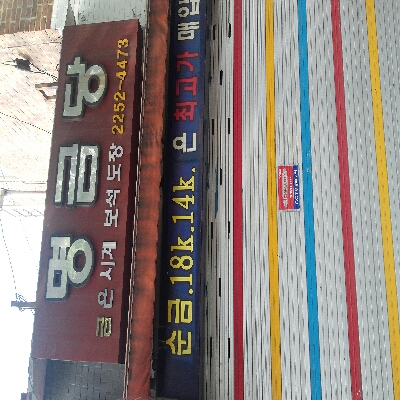 명금당
금은 시계 보석 도장 2252-4473
순금.18k.14k.은 최고가 매입